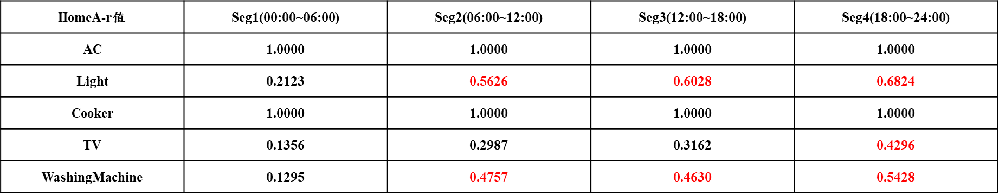 HomeA-r值 Seg1(00:00~06:00) Seg2(06:00~12:00) Seg3(12:00~18:00) Seg4(18:00~24:00)
AC 1.0000 1.0000 1.0000 1.0000
Light 0.2123 0.5626 0.6028 0.6824
Cooker 1.0000 1.0000 1.0000 1.0000
TV 0.1356 0.2987 0.3162 0.4296
WashingMachine 0.1295 0.4757 0.4630 0.5428